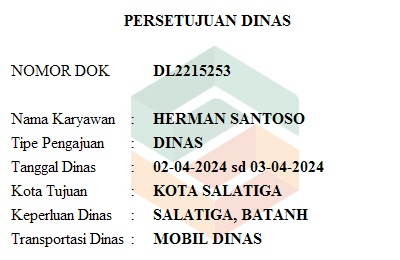 PERSETUJUAN DINAS
NOMOR DOK DL2215253
Nama Karyawan : HERMAN SANTOSO
Tipe Pengajuan : DINAS
Tanggal Dinas : 02-04-2024 sd 03-04-2024
Kota Tujuan : KOTA SALATIGA
Keperluan Dinas : SALATIGA, BATANH
Transportasi Dinas : MOBIL DINAS